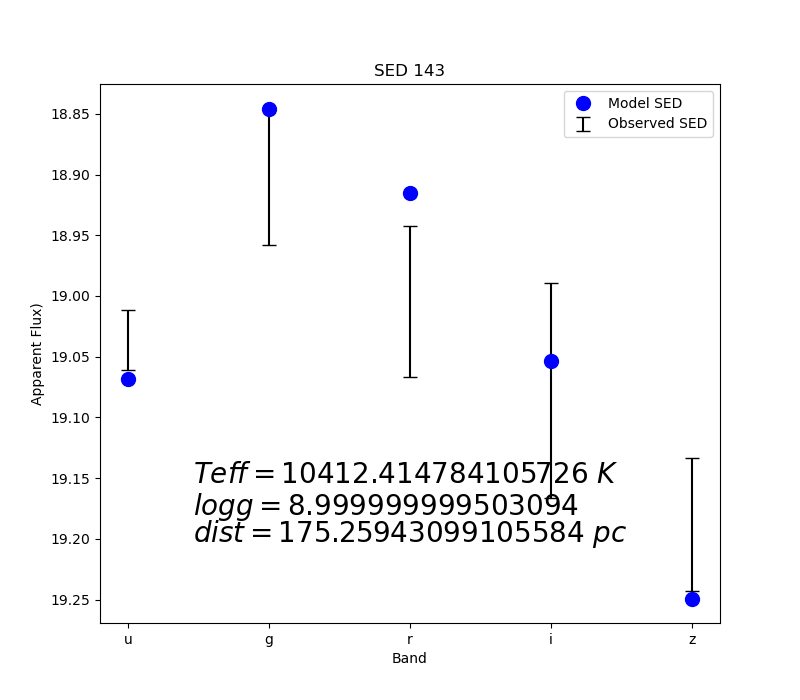 SED 143
Model SED
Observed SED
18.85
18.90
18.95
19.00
19.05
19.10
19.15
19.20
19.25
Apparent Flux)
Teff = 10412.414784105726 K
logg = 8.999999999503094
dist = 175.25943099105584 pc
u g r i z
Band